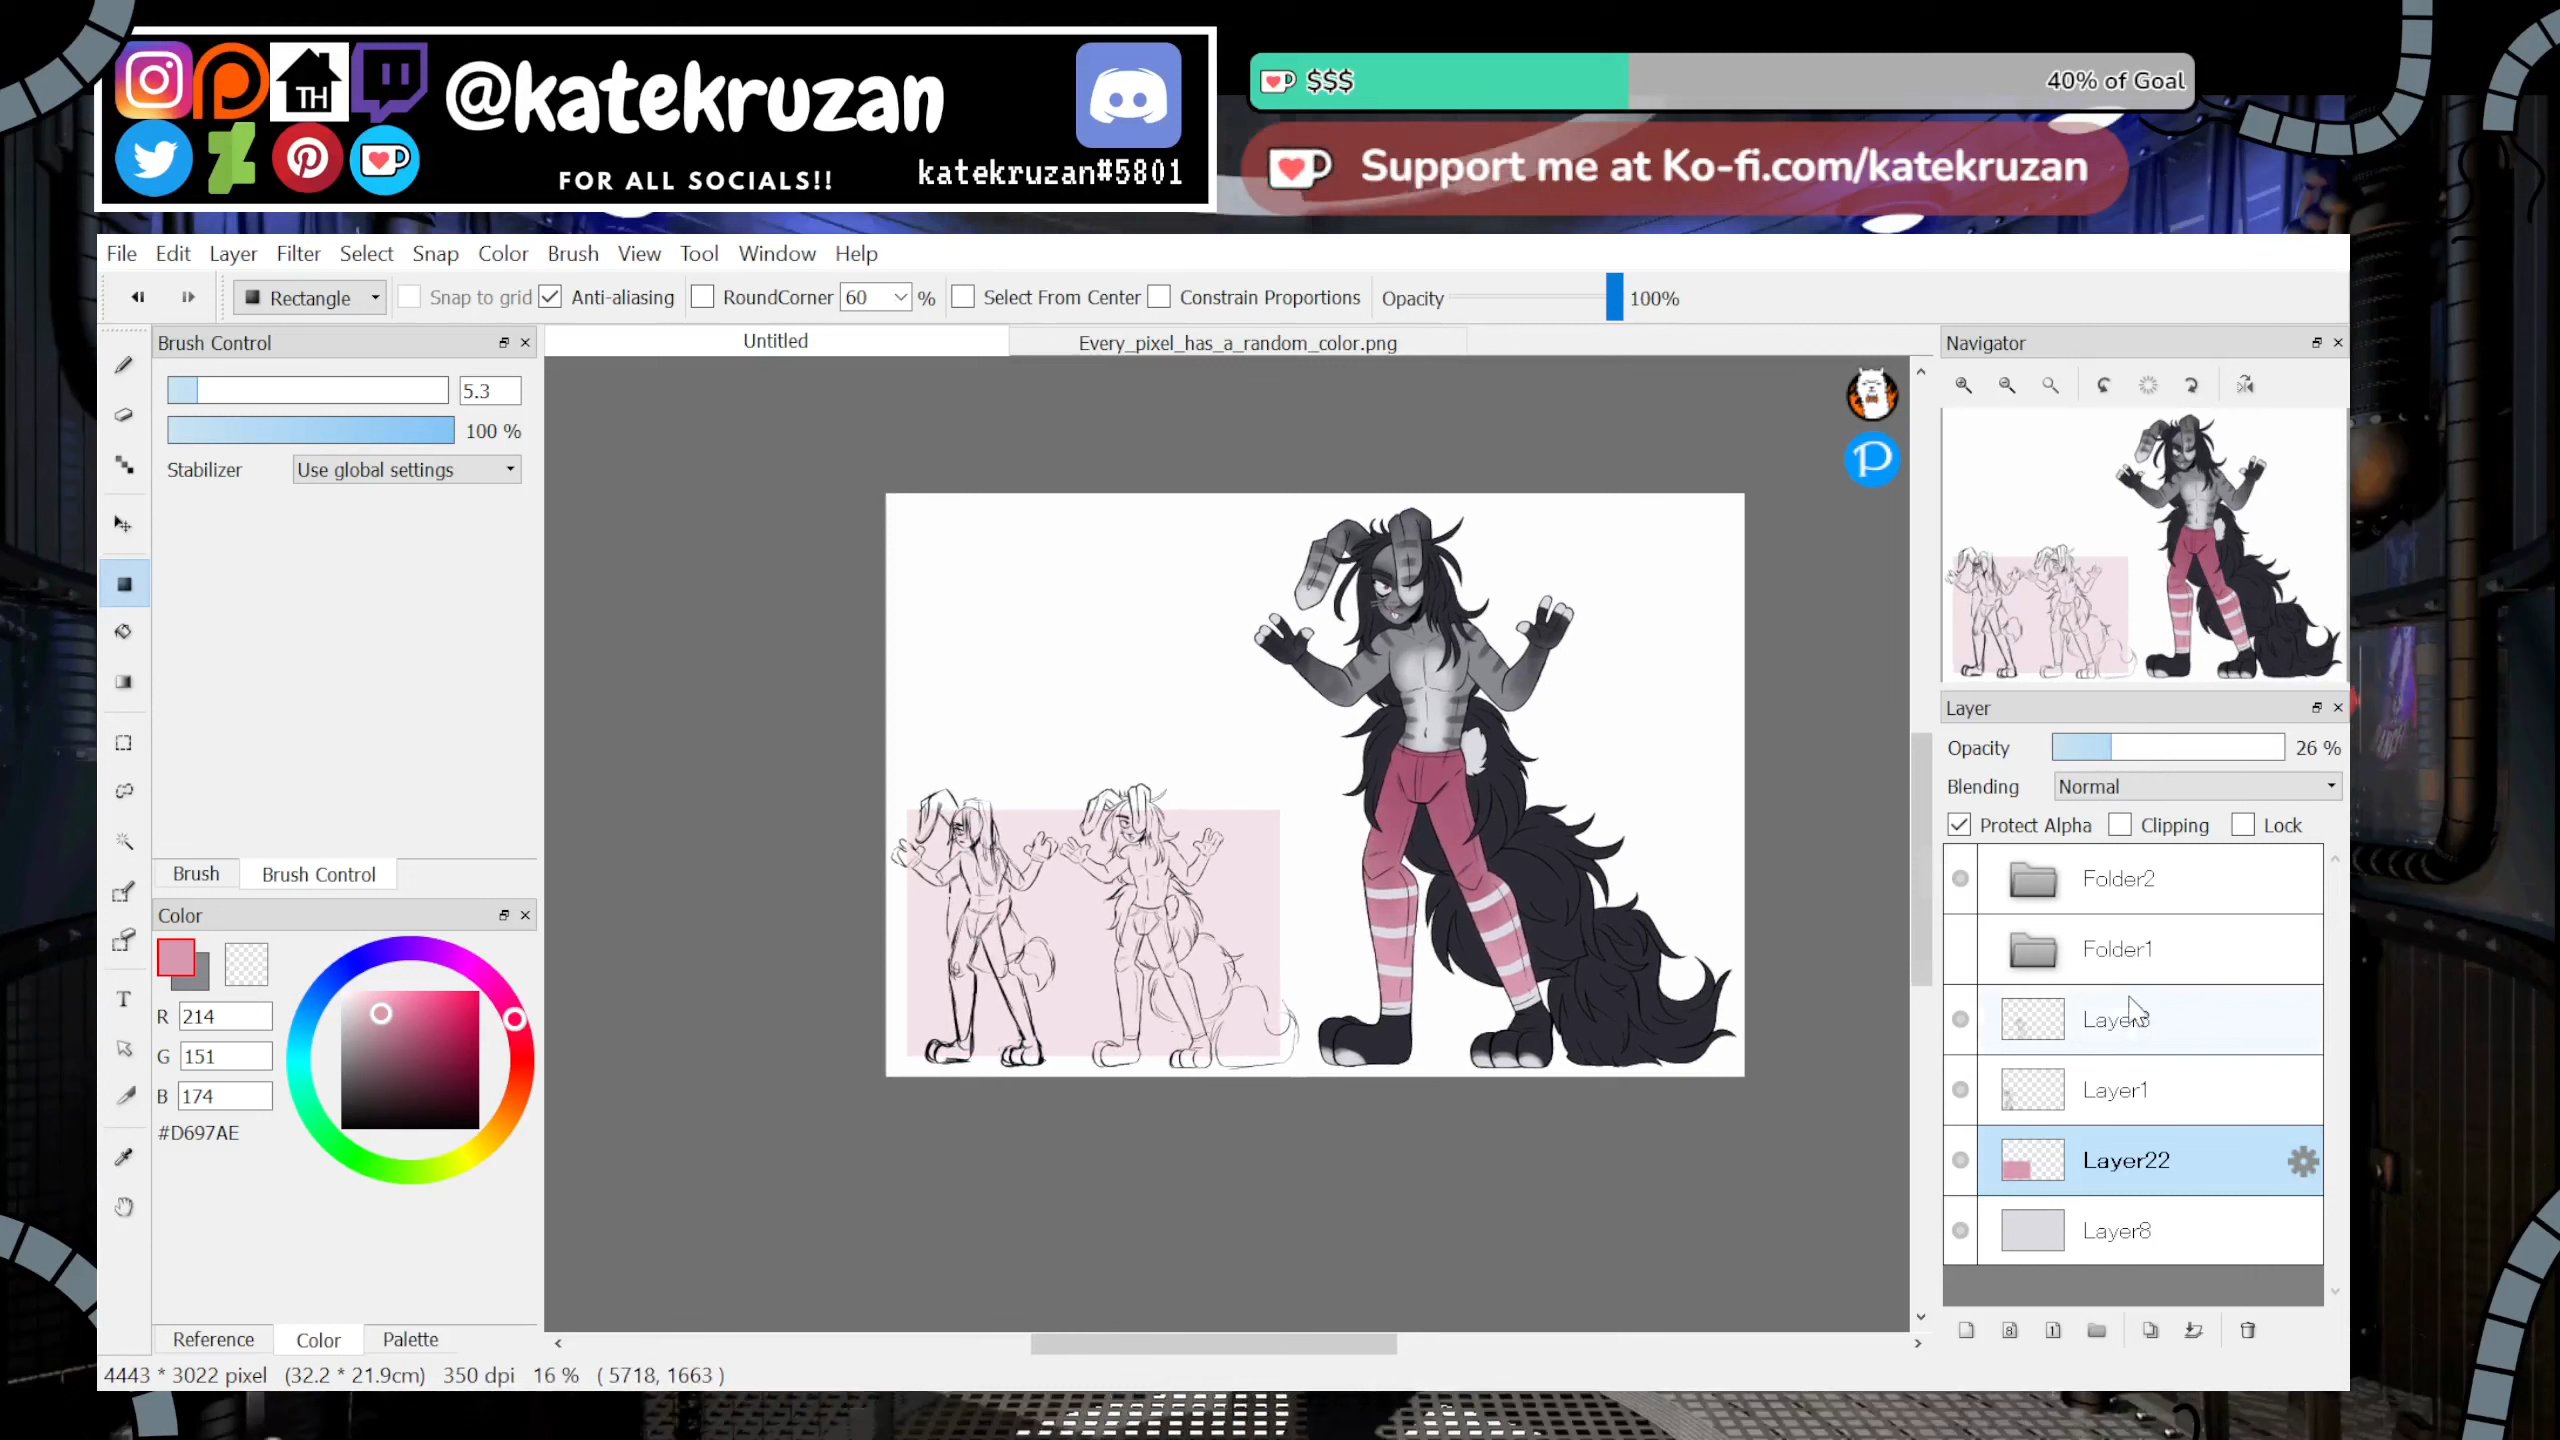 @katekruzan
FOR ALL SOCIALS!!
katekruzan#5801
TH
$$$
40% of Goal
Support me at Ko-fi.com/katekruzan
File Edit Layer Filter Select Snap Color Brush View Tool Window Help
Rectangle
Snap to grid
Anti-aliasing
RoundCorner 60 %
Select From Center
Constrain Proportions
Opacity 100%
Brush Control
Untitled
Every_pixel_has_a_random_color.png
Navigator
5.3
100 %
Stabilizer Use global settings
P
Layer
Opacity 26 %
Blending Normal
Protect Alpha Clipping Lock
Folder2
Folder1
Layer1
Layer22
Layer8
Brush Brush Control
Color
R 214
G 151
B 174
#D697AE
T
Reference Color Palette
4443 * 3022 pixel (32.2 * 21.9cm) 350 dpi 16 % ( 5718, 1663 )